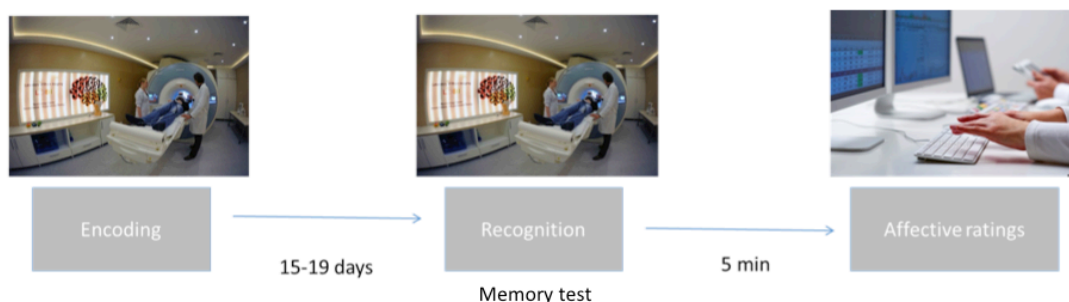 Encoding
Recognition
Affective ratings
15-19 days
5 min
Memory test